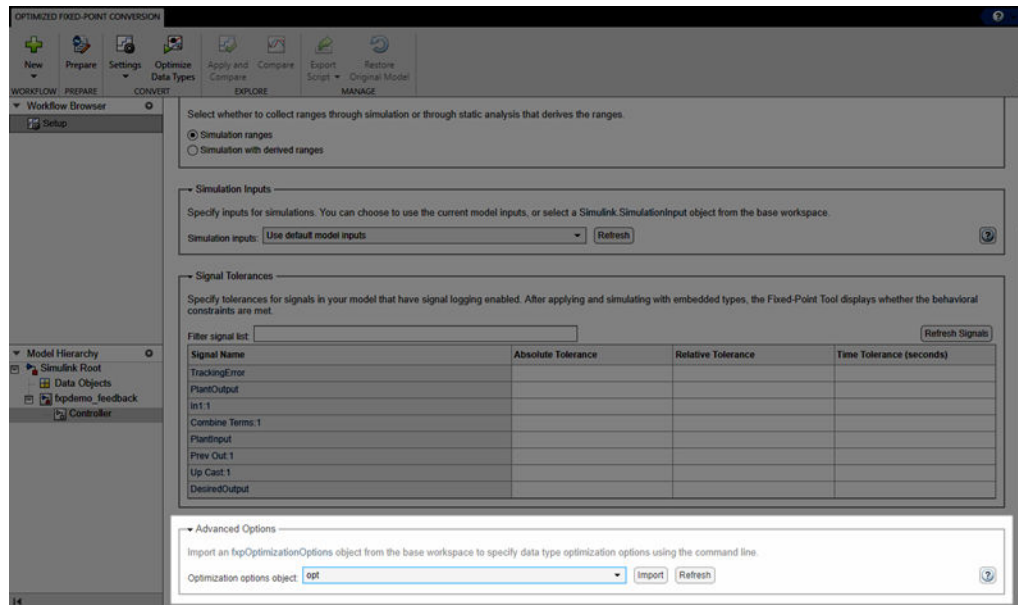 OPTIMIZED FIXED-POINT CONVERSION
New Prepare Settings Optimize Data Types Apply and Compare Compare Export Script Restore Original Model
WORKFLOW PREPARE CONVERT EXPLORE MANAGE
Workflow Browser
Setup
Select whether to collect ranges through simulation or through static analysis that derives the ranges.
Simulation ranges
Simulation with derived ranges
Simulation Inputs
Specify inputs for simulations. You can choose to use the current model inputs, or select a Simulink.SimulationInput object from the base workspace.
Simulation inputs: Use default model inputs Refresh
Signal Tolerances
Specify tolerances for signals in your model that have signal logging enabled. After applying and simulating with embedded types, the Fixed-Point Tool displays whether the behavioral
constraints are met.
Filter signal list: Refresh Signals
Signal Name Absolute Tolerance Relative Tolerance Time Tolerance (seconds)
TrackingError
PlantOutput
In1:1
Combine Terms:1
PlantInput
Prev Out:1
Up Cast:1
DesiredOutput
Model Hierarchy
Simulink Root
Data Objects
fxpdemo_feedback
Controller
Advanced Options
Import an fxpOptimizationOptions object from the base workspace to specify data type optimization options using the command line.
Optimization options object: opt Import Refresh